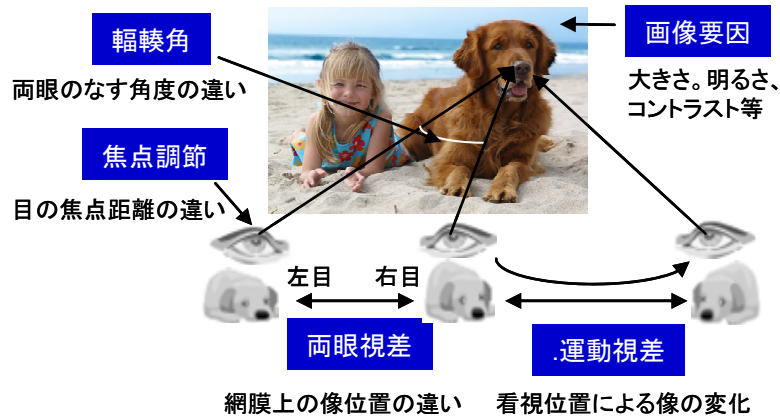 輻輳角
画像要因
両眼のなす角度の違い
大きさ。明るさ、
コントラスト等
焦点調節
目の焦点距離の違い
左目
右目
両眼視差
.運動視差
網膜上の像位置の違い
看視位置による像の変化